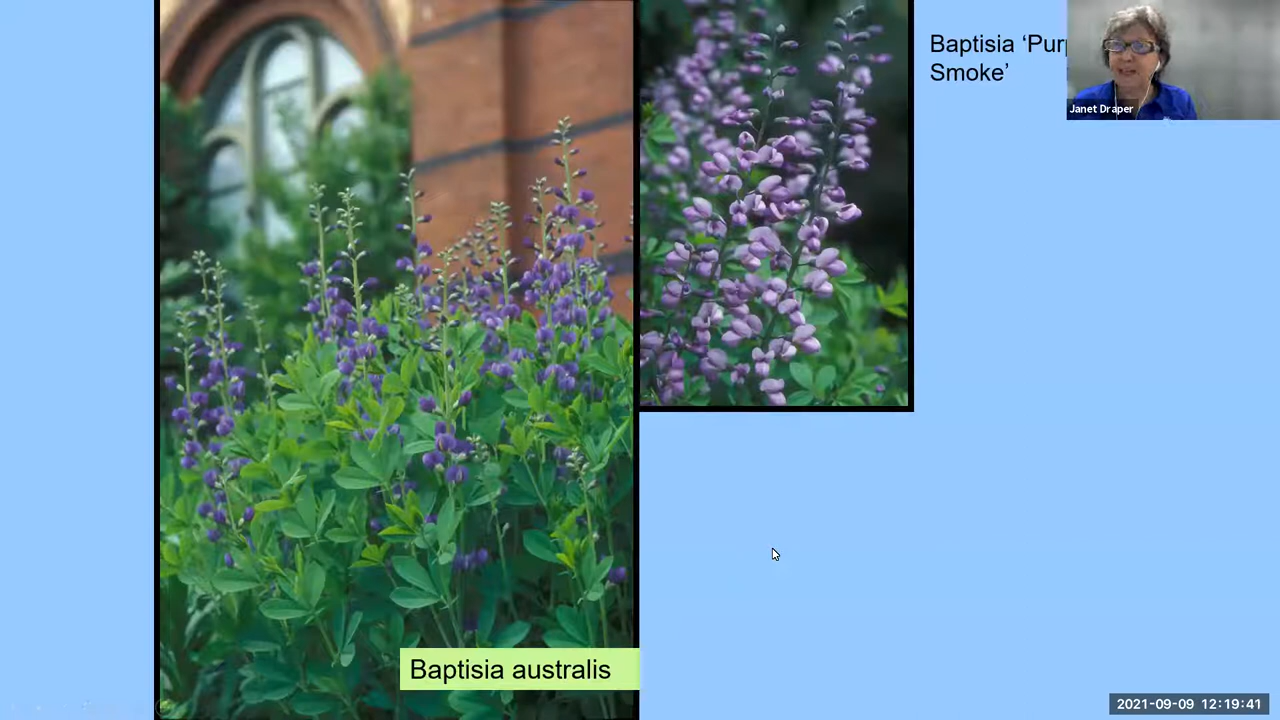 Baptisia ‘Pur
Smoke’
Janet Draper
Baptisia australis
2021-09-09 12:19:41